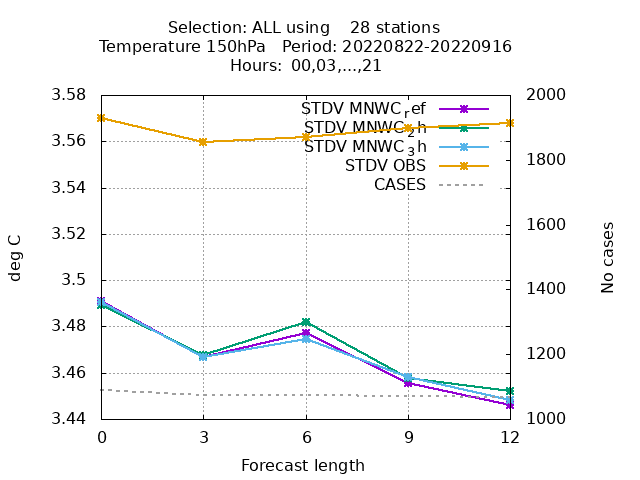 Selection: ALL using 28 stations
Temperature 150hPa Period: 20220822-20220916
Hours: 00,03,...,21
STDV MNWC_ref
STDV MNWC_2h
STDV MNWC_3h
STDV OBS
CASES
3.58
3.56
3.54
3.52
3.5
3.48
3.46
3.44
deg C
2000
1800
1600
1400
1200
1000
No cases
0 3 6 9 12
Forecast length